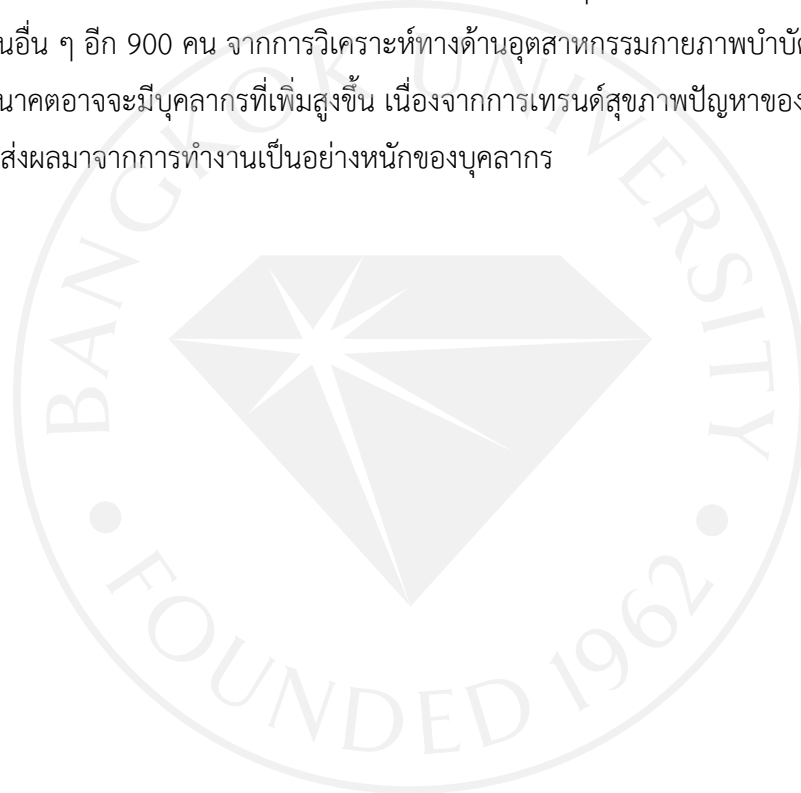 นอื่น ๆ อีก 900 คน จากการวิเคราะห์ทางด้านอุตสาหกรรมกายภาพบำบัด
นาคตอาจจะมีบุคลากรที่เพิ่มสูงขึ้น เนื่องจากการเทรนด์สุขภาพปัญหาของ
ส่งผลมาจากการทำงานเป็นอย่างหนักของบุคลากร
BANGKOK UNIVERSITY
• FOUNDED 1962 •